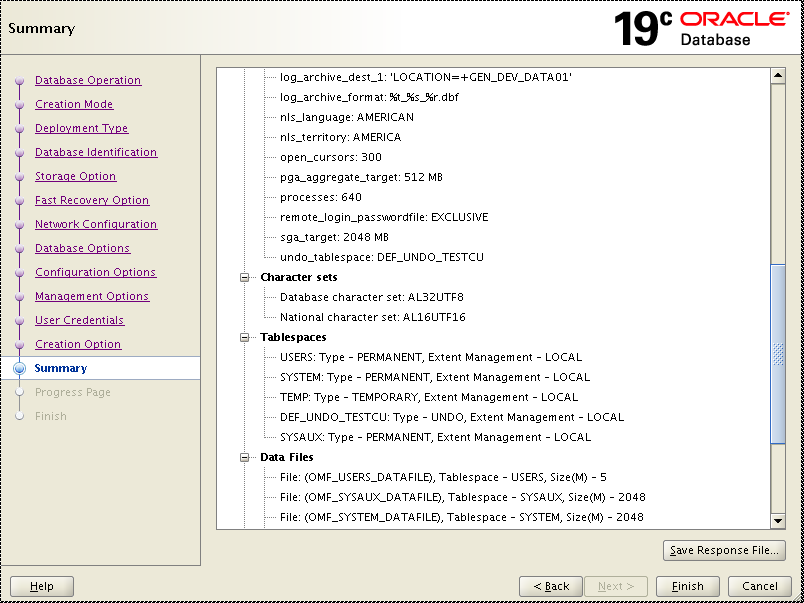 Summary
19c ORACLE
Database
Database Operation
Creation Mode
Deployment Type
Database Identification
Storage Option
Fast Recovery Option
Network Configuration
Database Options
Configuration Options
Management Options
User Credentials
Creation Option
Summary
Progress Page
Finish
log_archive_dest_1: 'LOCATION=+GEN_DEV_DATA01'
log_archive_format: %t_%s_%r.dbf
nls_language: AMERICAN
nls_territory: AMERICA
open_cursors: 300
pga_aggregate_target: 512 MB
processes: 640
remote_login_passwordfile: EXCLUSIVE
sga_target: 2048 MB
undo_tablespace: DEF_UNDO_TESTCU
Character sets
Database character set: AL32UTF8
National character set: AL16UTF16
Tablespaces
USERS: Type - PERMANENT, Extent Management - LOCAL
SYSTEM: Type - PERMANENT, Extent Management - LOCAL
TEMP: Type - TEMPORARY, Extent Management - LOCAL
DEF_UNDO_TESTCU: Type - UNDO, Extent Management - LOCAL
SYSAUX: Type - PERMANENT, Extent Management - LOCAL
Data Files
File: (OMF_USERS_DATAFILE), Tablespace - USERS, Size(M) - 5
File: (OMF_SYSAUX_DATAFILE), Tablespace - SYSAUX, Size(M) - 2048
File: (OMF_SYSTEM_DATAFILE), Tablespace - SYSTEM, Size(M) - 2048
Save Response File...
Help
< Back
Next >
Finish
Cancel